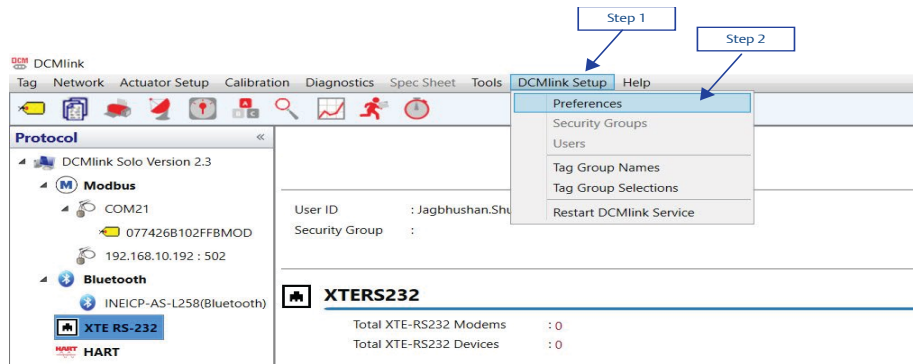 Step 1
Step 2
DCM
DCMlink
Tag Network Actuator Setup Calibration Diagnostics Spec Sheet Tools DCMlink Setup Help
Preferences
Security Groups
Users
Tag Group Names
Tag Group Selections
Restart DCMlink Service
Protocol «
DCMlink Solo Version 2.3
M Modbus
COM21
077426B102FFBMOD
192.168.10.192 : 502
Bluetooth
INEICP-AS-L258(Bluetooth)
XTE RS-232
HART HART
User ID : Jagbhushan.Shu
Security Group :
XTERS232
Total XTE-RS232 Modems : 0
Total XTE-RS232 Devices : 0